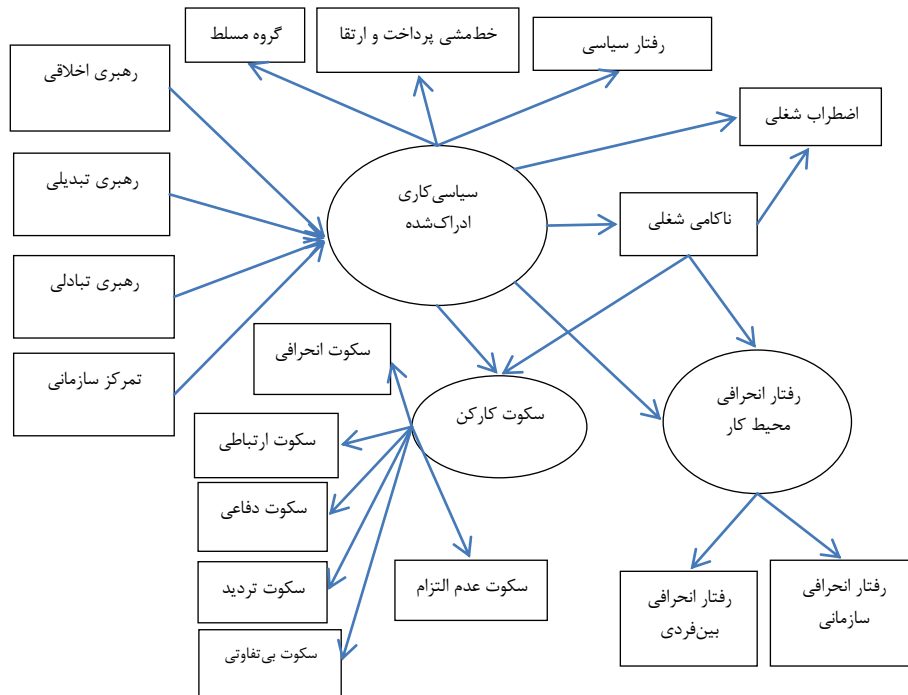 گروه مسلط
خط‌مشی پرداخت و ارتقا
رفتار سیاسی
رهبری اخلاقی
اضطراب شغلی
رهبری تبدیلی
سیاسی‌کاری
ادراک‌شده
ناکامی شغلی
رهبری تبادلی
تمرکز سازمانی
سکوت انحرافی
سکوت کارکن
رفتار انحرافی
محیط کار
سکوت ارتباطی
سکوت دفاعی
سکوت تردید
سکوت عدم التزام
رفتار انحرافی
سازمانی
رفتار انحرافی
بین‌فردی
سکوت بی‌تفاوتی